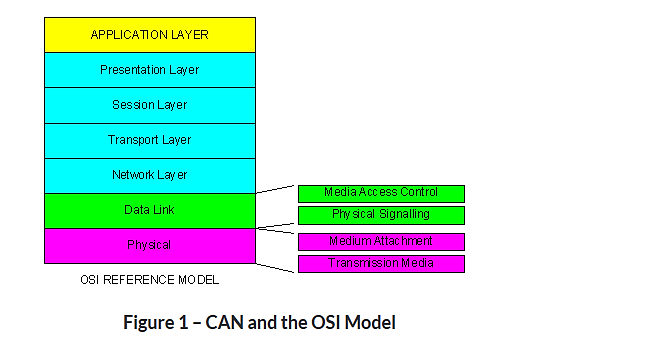 APPLICATION LAYER
Presentation Layer
Session Layer
Transport Layer
Network Layer
Data Link
Physical
Media Access Control
Physical Signalling
Medium Attachment
Transmission Media
OSI REFERENCE MODEL
Figure 1 – CAN and the OSI Model